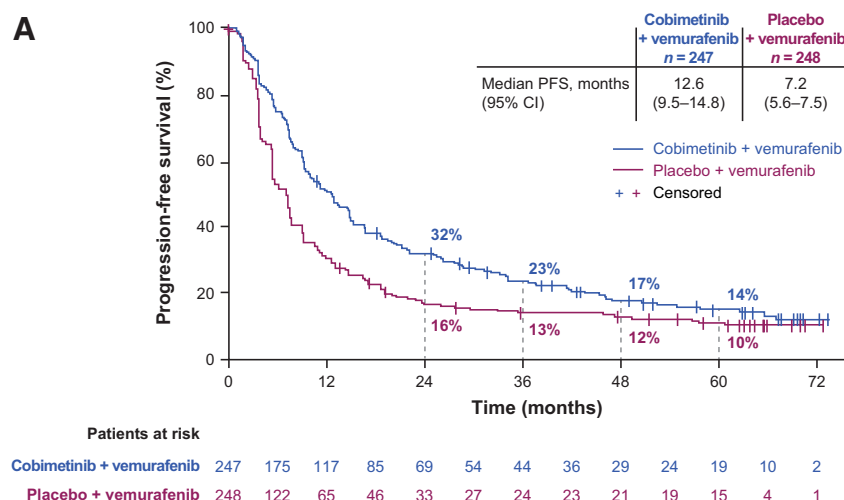 A
Cobimetinib Placebo
+ vemurafenib + vemurafenib
n = 247 n = 248
Median PFS, months 12.6 7.2
(95% CI) (9.5–14.8) (5.6–7.5)
Cobimetinib + vemurafenib
Placebo + vemurafenib
+ + Censored
Progression-free survival (%)
100
80
60
40
20
0
32%
23%
17%
14%
16%
13%
12%
10%
0 12 24 36 48 60 72
Time (months)
Patients at risk
Cobimetinib + vemurafenib 247 175 117 85 69 54 44 36 29 24 19 10 2
Placebo + vemurafenib 248 122 65 46 33 27 24 23 21 19 15 4 1